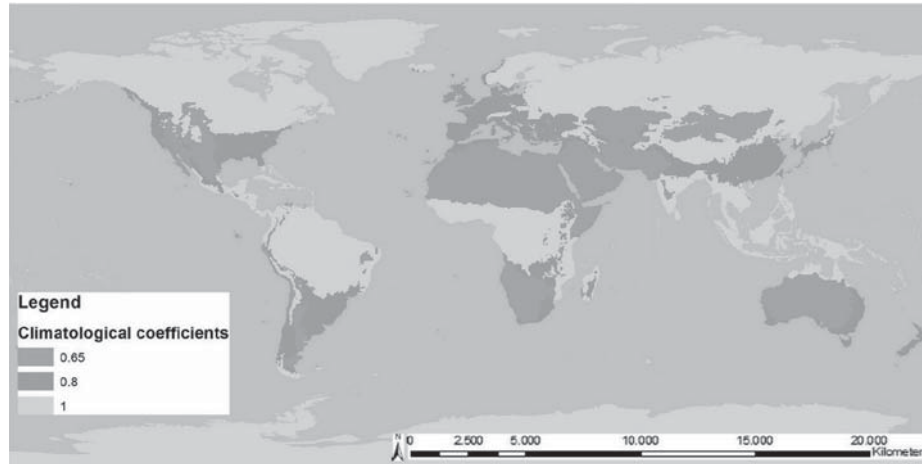 Legend
Climatological coefficients
0.65
0.8
1
N
0 2.500 5.000 10.000 15.000 20.000
Kilometer